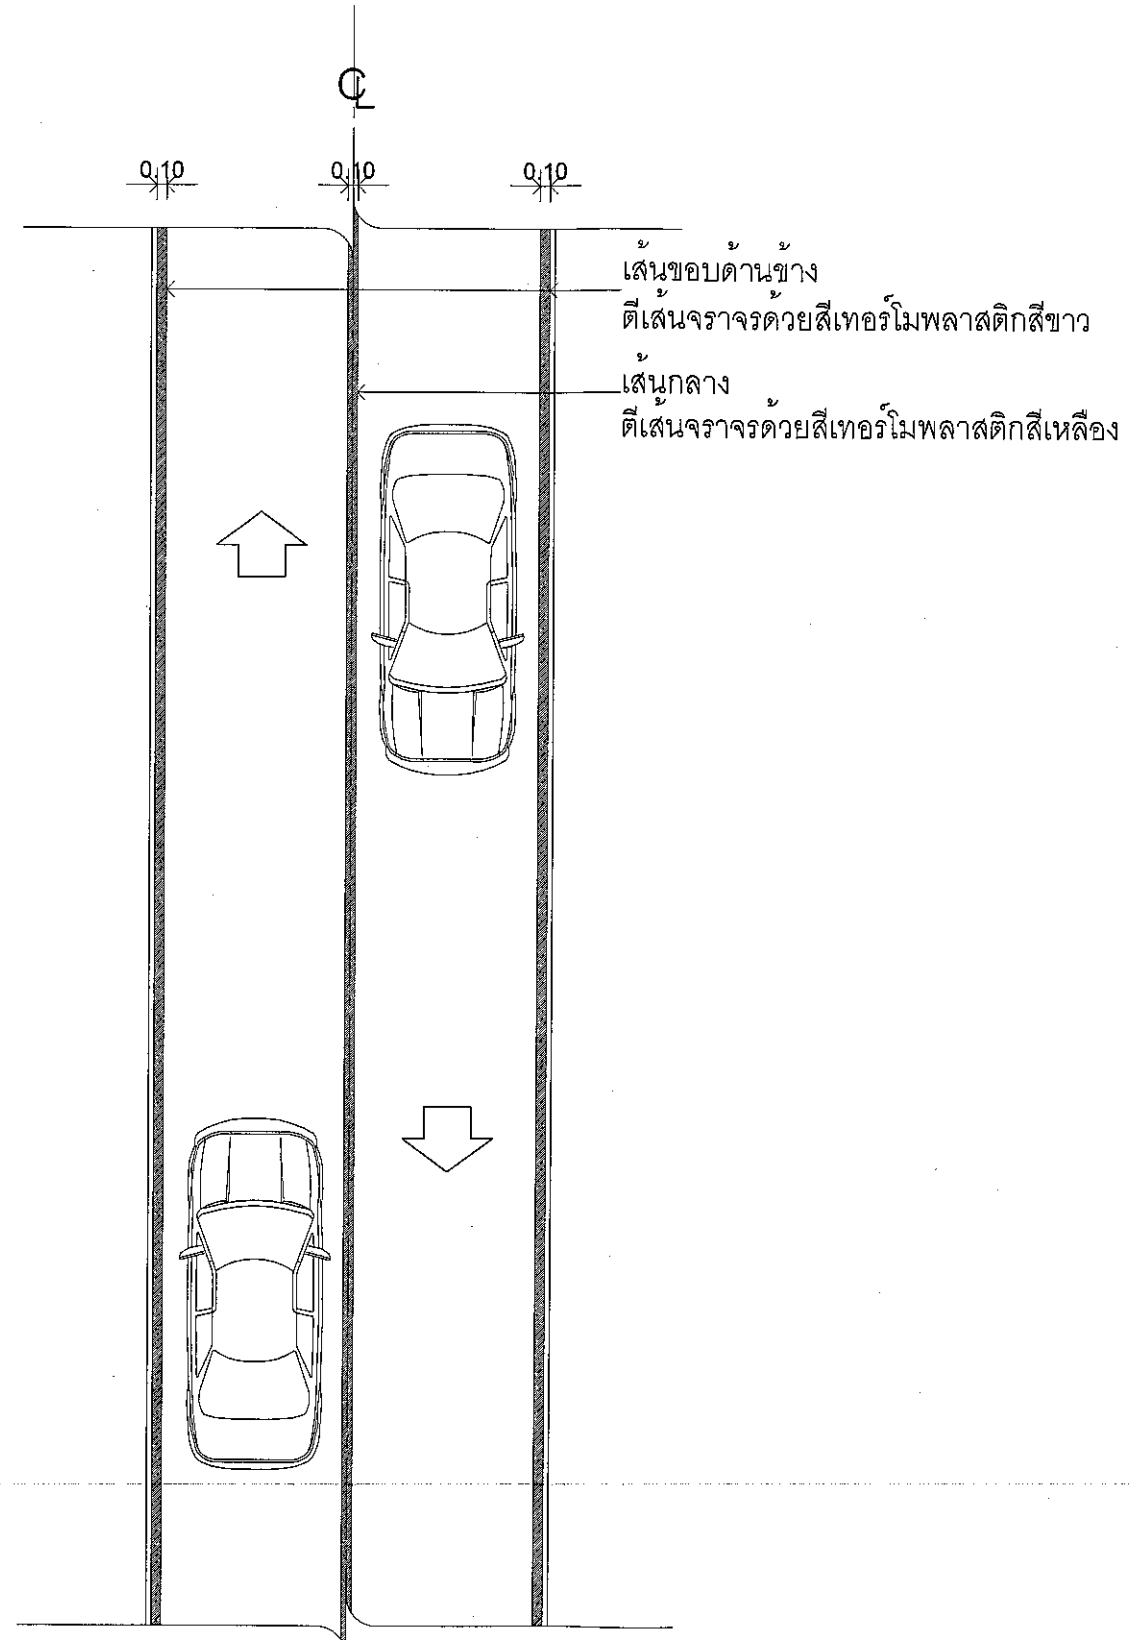 ℄
0.10 0.10 0.10
เส้นขอบด้านข้าง
ตีเส้นจราจรด้วยสีเทอร์โมพลาสติกสีขาว
เส้นกลาง
ตีเส้นจราจรด้วยสีเทอร์โมพลาสติกสีเหลือง